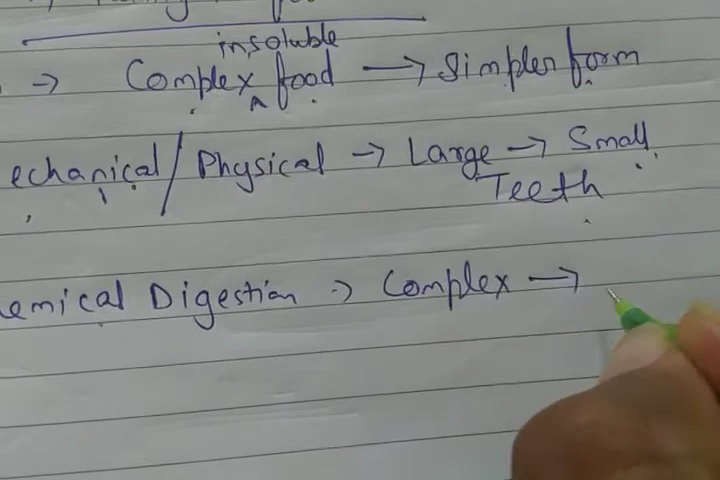 insoluble
→ Complex ^ food → Simpler form
echanical / Physical → Large → Small
Teeth
emical Digestion → Complex →